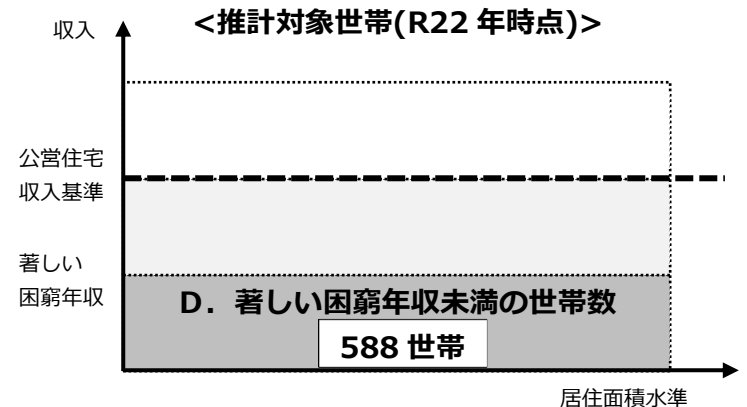 <推計対象世帯(R22 年時点)>
収入
公営住宅
収入基準
著しい
困窮年収
D．著しい困窮年収未満の世帯数
588 世帯
居住面積水準